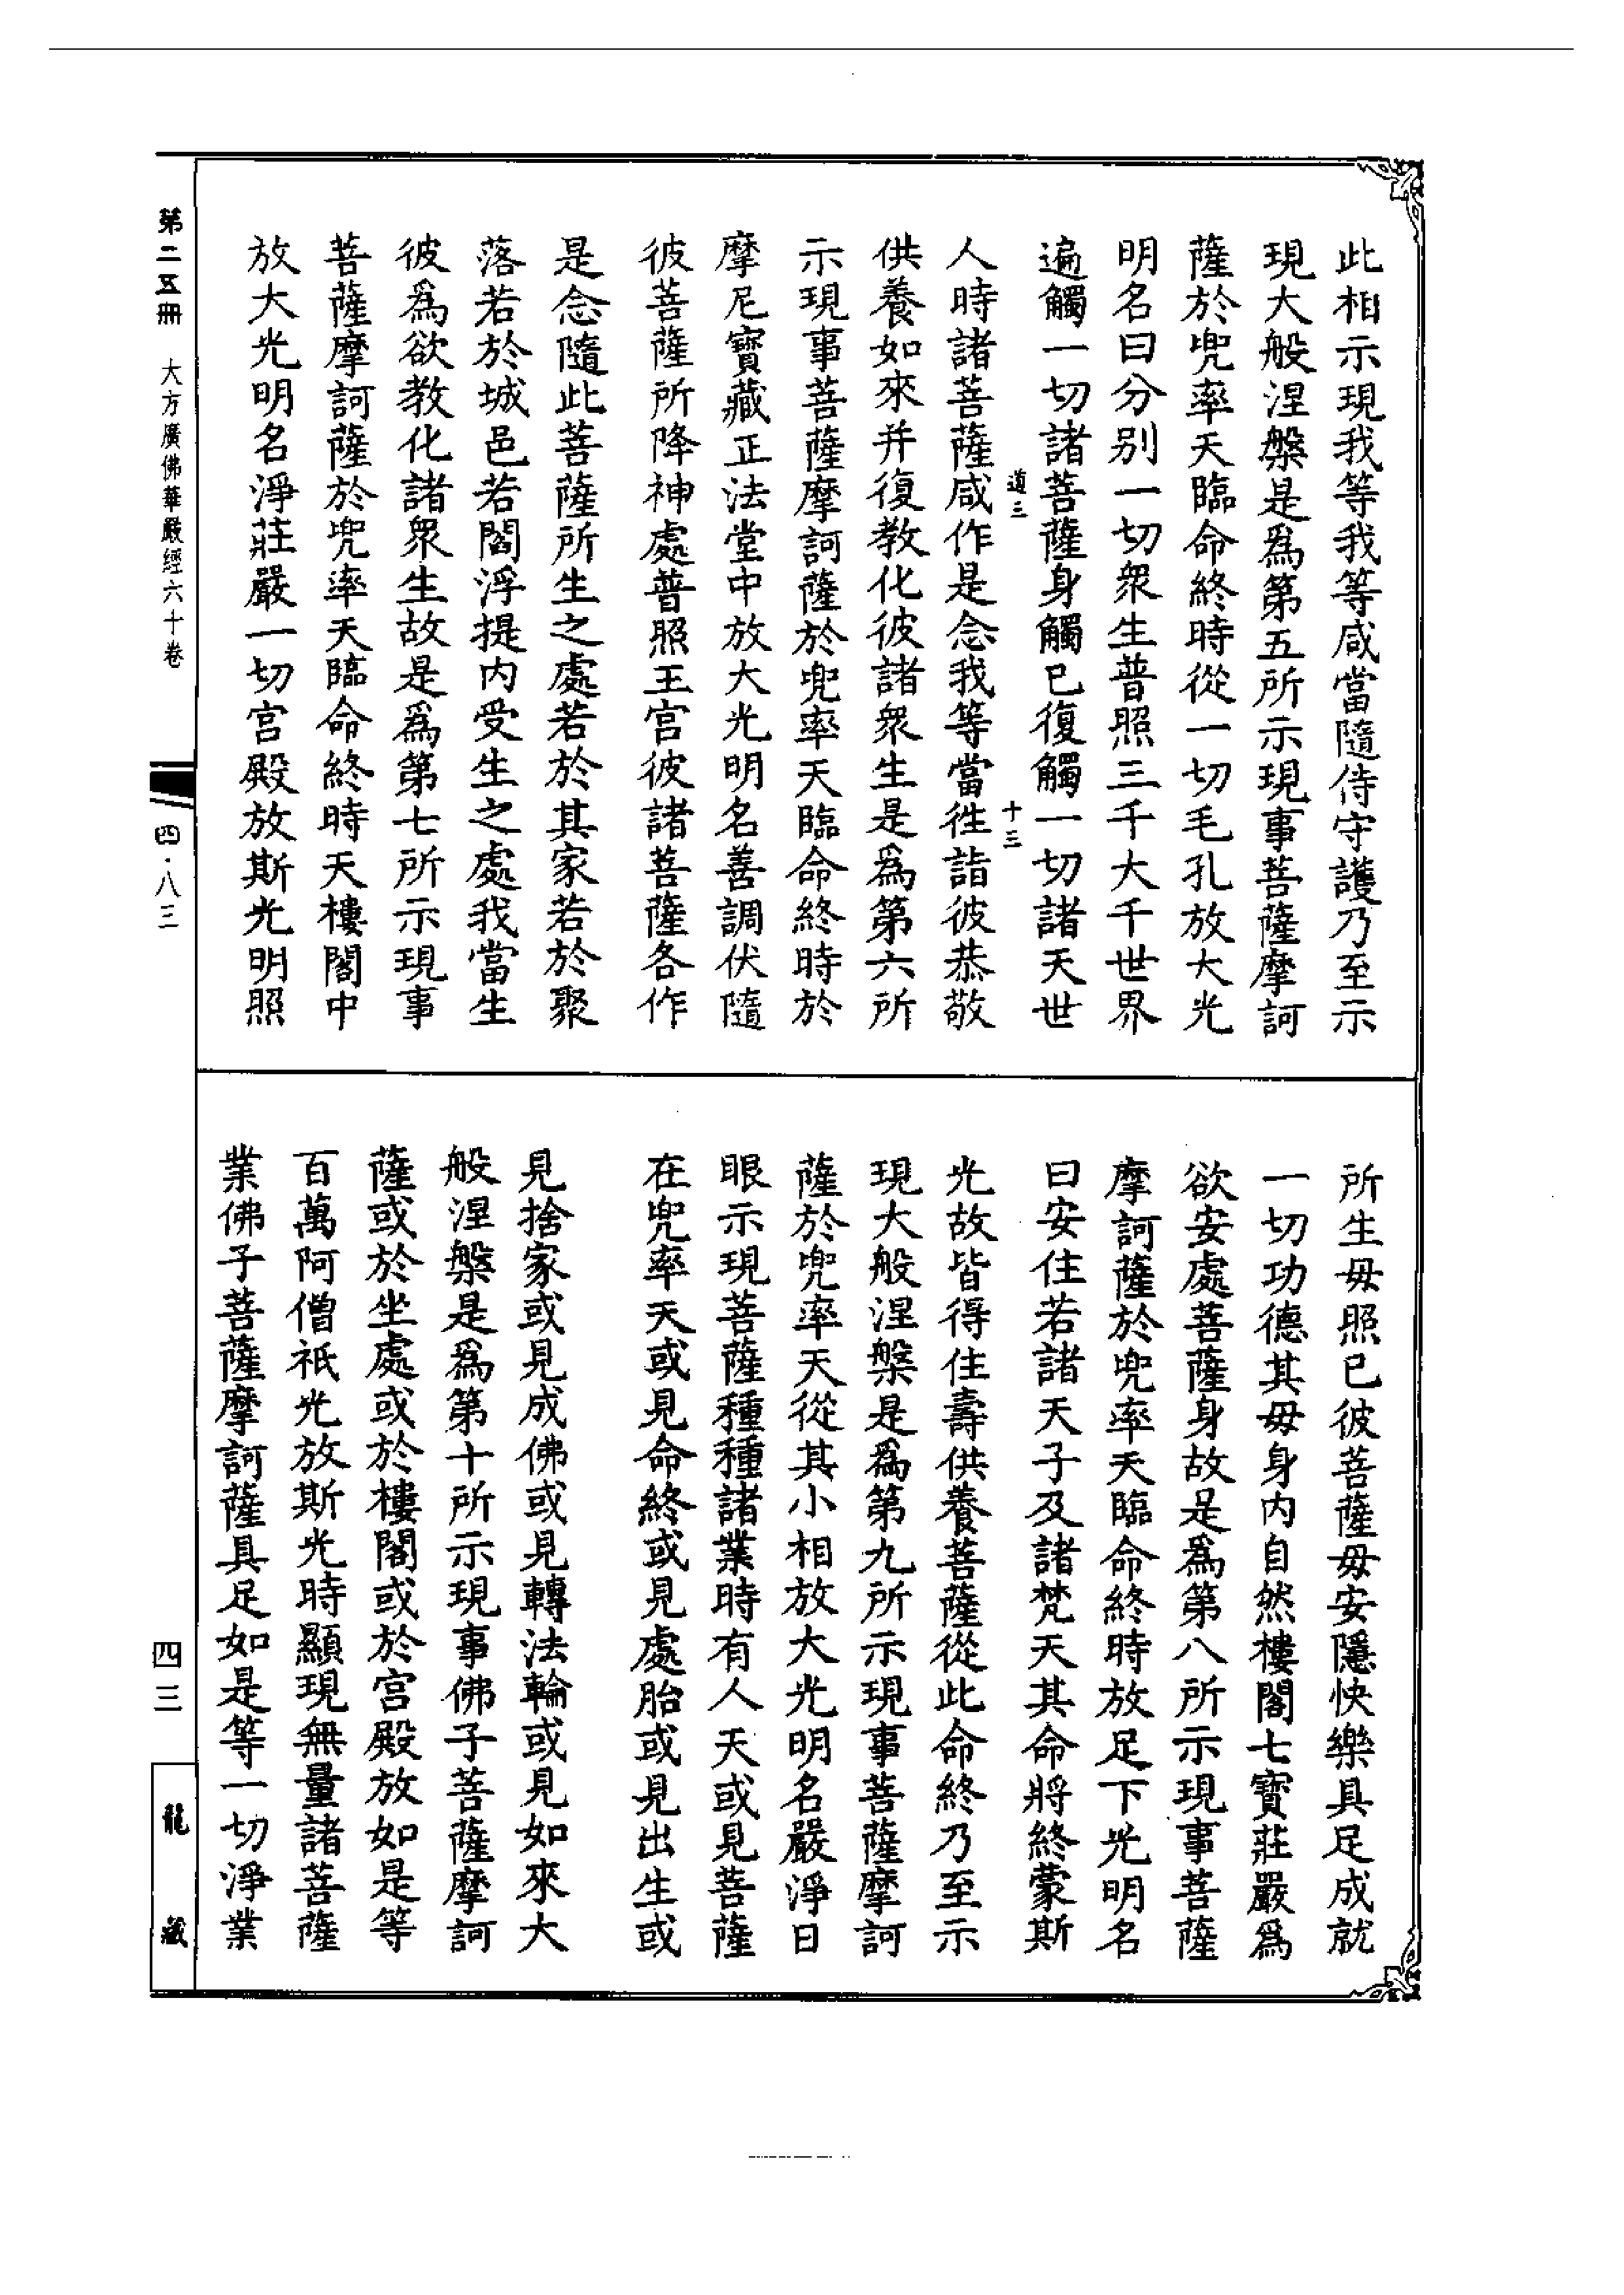 此相示現我等我等咸當隨侍守護乃至示
現大般涅槃是爲第五所示現事菩薩摩訶
薩於兜率天臨命終時從一切毛孔放大光
明名曰分别一切衆生普照三千大千世界
遍觸一切諸菩薩身觸已復觸一切諸天世
道三
十三
人時諸菩薩咸作是念我等當徃詣彼恭敬
供養如來并復教化彼諸衆生是爲第六所
示現事菩薩摩訶薩於兜率天臨命終時於
摩尼寶藏正法堂中放大光明名善調伏隨
彼菩薩所降神處普照王宮彼諸菩薩各作
是念隨此菩薩所生之處若於其家若於聚
落若於城邑若閻浮提内受生之處我當生
彼爲欲教化諸衆生故是爲第七所示現事
菩薩摩訶薩於兜率天臨命終時天樓閣中
放大光明名淨莊嚴一切宮殿放斯光明照
所生毋照已彼菩薩毋安隱快樂具足成就
一切功德其毋身内自然樓閣七寳莊嚴爲
欲安處菩薩身故是爲第八所示現事菩薩
摩訶薩於兜率天臨命終時放足下光明名
曰安住若諸天子及諸梵天其命將終蒙斯
光故皆得住壽供養菩薩從此命終乃至示
現大般涅槃是爲第九所示現事菩薩摩訶
薩於兜率天從其小相放大光明名嚴淨日
眼示現菩薩種種諸業時有人天或見菩薩
在兜率天或見命終或見處胎或見出生或
見捨家或見成佛或見轉法輪或見如來大
般涅槃是爲第十所示現事佛子菩薩摩訶
薩或於坐處或於樓閣或於宮殿放如是等
百萬阿僧祇光放斯光時顯現無量諸菩薩
業佛子菩薩摩訶薩具足如是等一切淨業
第二五冊 大方廣佛華嚴經六十卷
四·八三
四三
龍藏